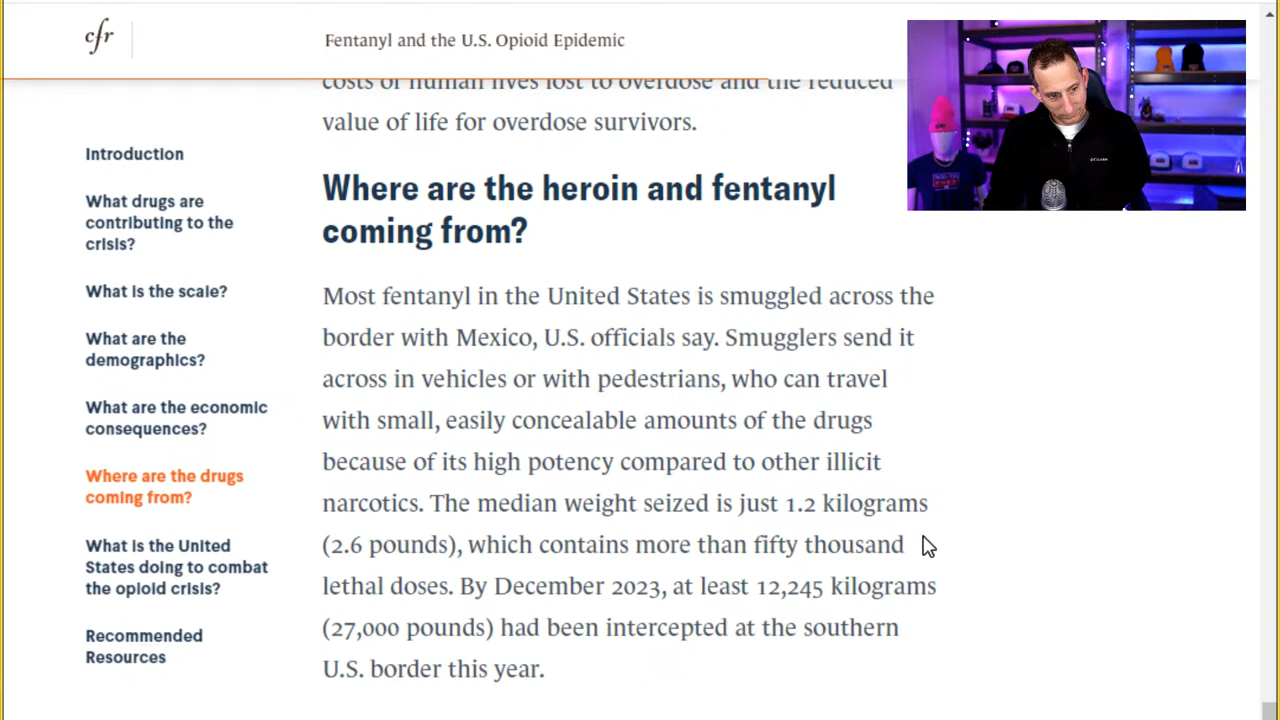 cfr
Fentanyl and the U.S. Opioid Epidemic
costs of human lives lost to overdose and the reduced
value of life for overdose survivors.
Introduction
What drugs are
contributing to the
crisis?
What is the scale?
What are the
demographics?
What are the economic
consequences?
Where are the drugs
coming from?
What is the United
States doing to combat
the opioid crisis?
Recommended
Resources
Where are the heroin and fentanyl
coming from?
Most fentanyl in the United States is smuggled across the
border with Mexico, U.S. officials say. Smugglers send it
across in vehicles or with pedestrians, who can travel
with small, easily concealable amounts of the drugs
because of its high potency compared to other illicit
narcotics. The median weight seized is just 1.2 kilograms
(2.6 pounds), which contains more than fifty thousand
lethal doses. By December 2023, at least 12,245 kilograms
(27,000 pounds) had been intercepted at the southern
U.S. border this year.